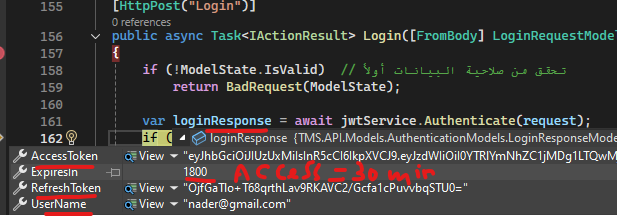 155 [HttpPost("Login")]
0 references
156 public async Task<IActionResult> Login([FromBody] LoginRequestMode
157 {
158 if (!ModelState.IsValid) // تحقق من صلاحية البيانات أولاً
159 return BadRequest(ModelState);
160
161 var loginResponse = await jwtService.Authenticate(request);
162 if ( loginResponse {TMS.API.Models.AuthenticationModels.LoginResponseMode
AccessToken View "eyJhbGciOiJIUzUxMiIsInR5cCI6IkpXVCJ9.eyJzdWIiOiI0YTRlYmNhZC1jMDg1LTQwM
Expiresin 1800 Access = 30 min
RefreshToken View "OjfGaTIo+T68qrthLav9RKAVC2/Gcfa1cPuvvbqSTU0="
UserName View "nader@gmail.com"